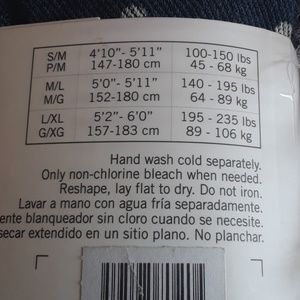 S/M 4'10"- 5'11" 100-150 lbs
P/M 147-180 cm 45 - 68 kg
M/L 5'0"- 5'11" 140 - 195 lbs
M/G 152-180 cm 64 - 89 kg
L/XL 5'2"- 6'0" 195 - 235 lbs
G/XG 157-183 cm 89 - 106 kg
Hand wash cold separately.
Only non-chlorine bleach when needed.
Reshape, lay flat to dry. Do not iron.
Lavar a mano con agua fría separadamente.
ente blanqueador sin cloro cuando se necesite.
secar extendido en un sitio plano. No planchar.